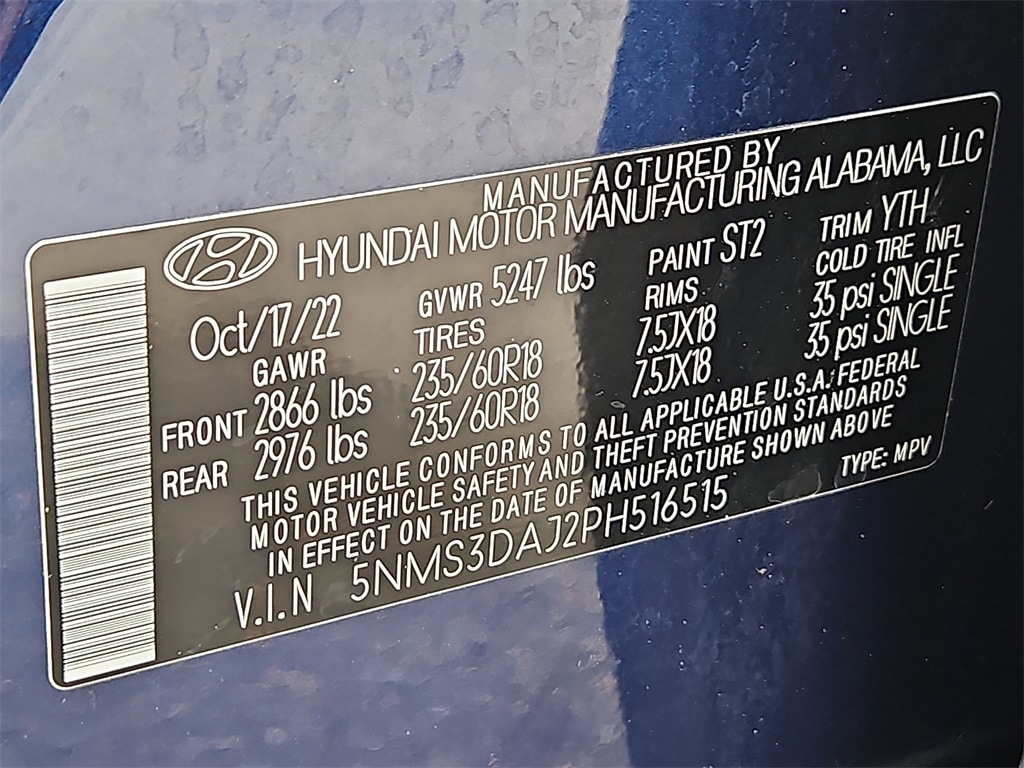 MANUFACTURED BY
HYUNDAI MOTOR MANUFACTURING ALABAMA, LLC
Oct/17/22 GVWR 5247 lbs PAINT ST2 TRIM YTH
GAWR TIRES RIMS COLD TIRE INFL
FRONT 2866 lbs 235/60R18 7.5JX18 35 psi SINGLE
REAR 2976 lbs 235/60R18 7.5JX18 35 psi SINGLE
THIS VEHICLE CONFORMS TO ALL APPLICABLE U.S.A. FEDERAL
MOTOR VEHICLE SAFETY AND THEFT PREVENTION STANDARDS
IN EFFECT ON THE DATE OF MANUFACTURE SHOWN ABOVE
V.I.N 5NMS3DAJ2PH516515 TYPE: MPV